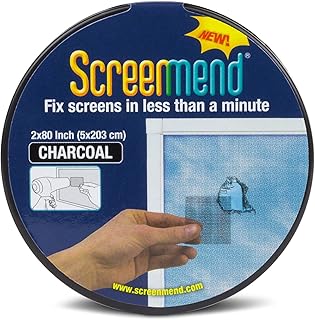 NEW!
Screenmend®
Fix screens in less than a minute
2x80 Inch (5x203 cm)
CHARCOAL
www.screenmend.com